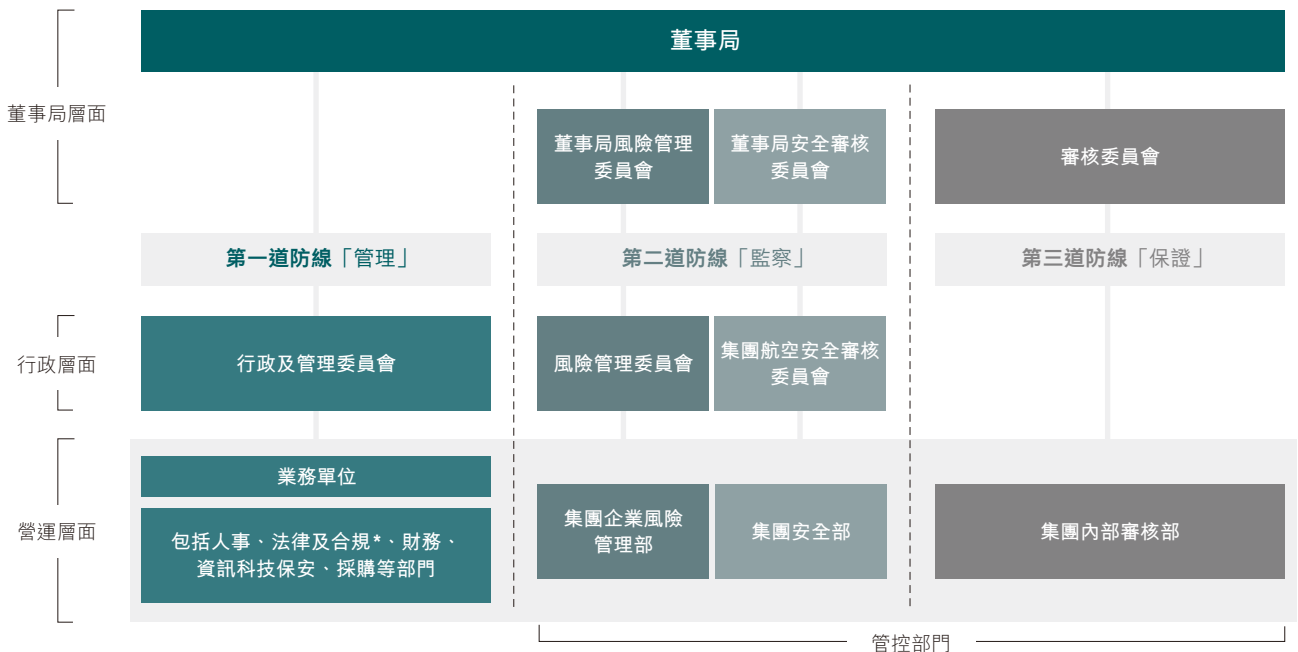 董事局
董事局層面
董事局風險管理
委員會
董事局安全審核
委員會
審核委員會
第一道防線「管理」
第二道防線「監察」
第三道防線「保證」
行政層面
行政及管理委員會
風險管理委員會
集團航空安全審核
委員會
營運層面
業務單位
包括人事、法律及合規*、財務、
資訊科技保安、採購等部門
集團企業風險
管理部
集團安全部
集團內部審核部
管控部門